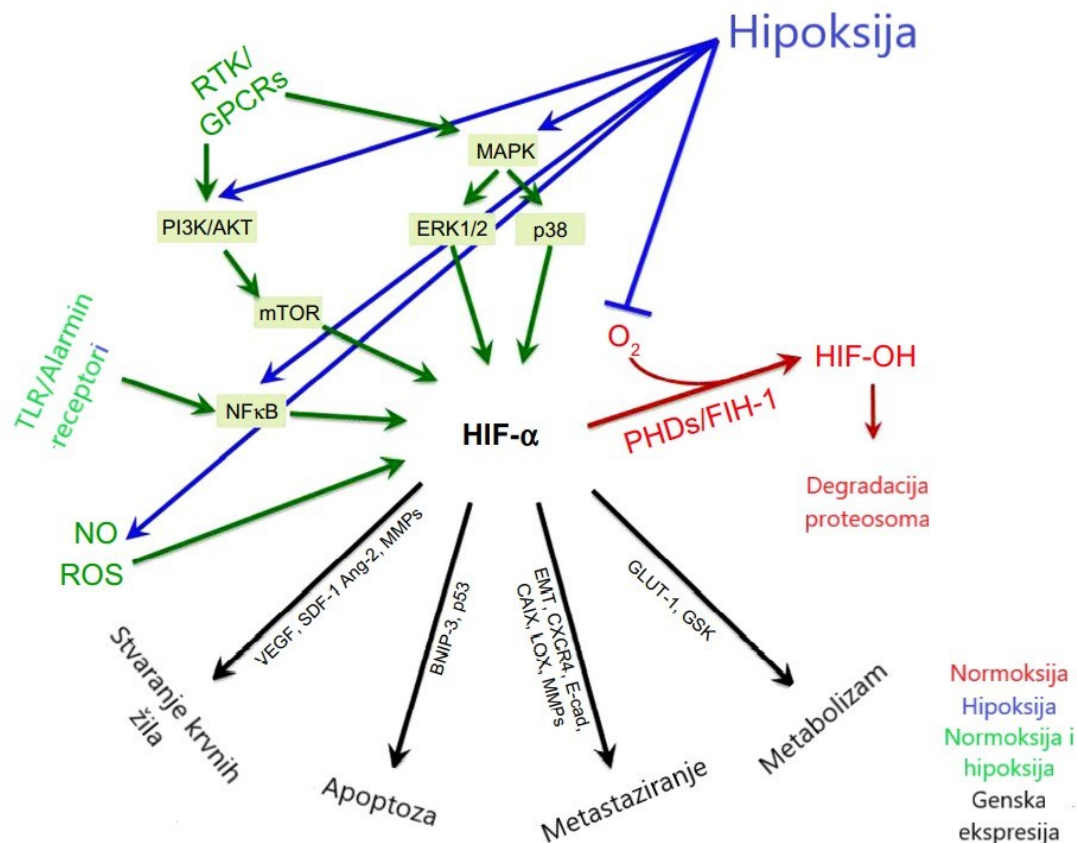 Hipoksija
RTK/
GPCRs
MAPK
PI3K/AKT
ERK1/2
p38
mTOR
TLR/Alarmin
receptori
NFκB
O2
HIF-OH
PHDs/FIH-1
HIF-α
Degradacija
proteosoma
NO
ROS
VEGF, SDF-1 Ang-2, MMPs
BNIP-3, p53
EMT, CXCR4, E-cad,
CAIX, LOX, MMPs
GLUT-1, GSK
Stvaranje krvnih
žila
Apoptoza
Metastaziranje
Metabolizam
Normoksija
Hipoksija
Normoksija i
hipoksija
Genska
ekspresija